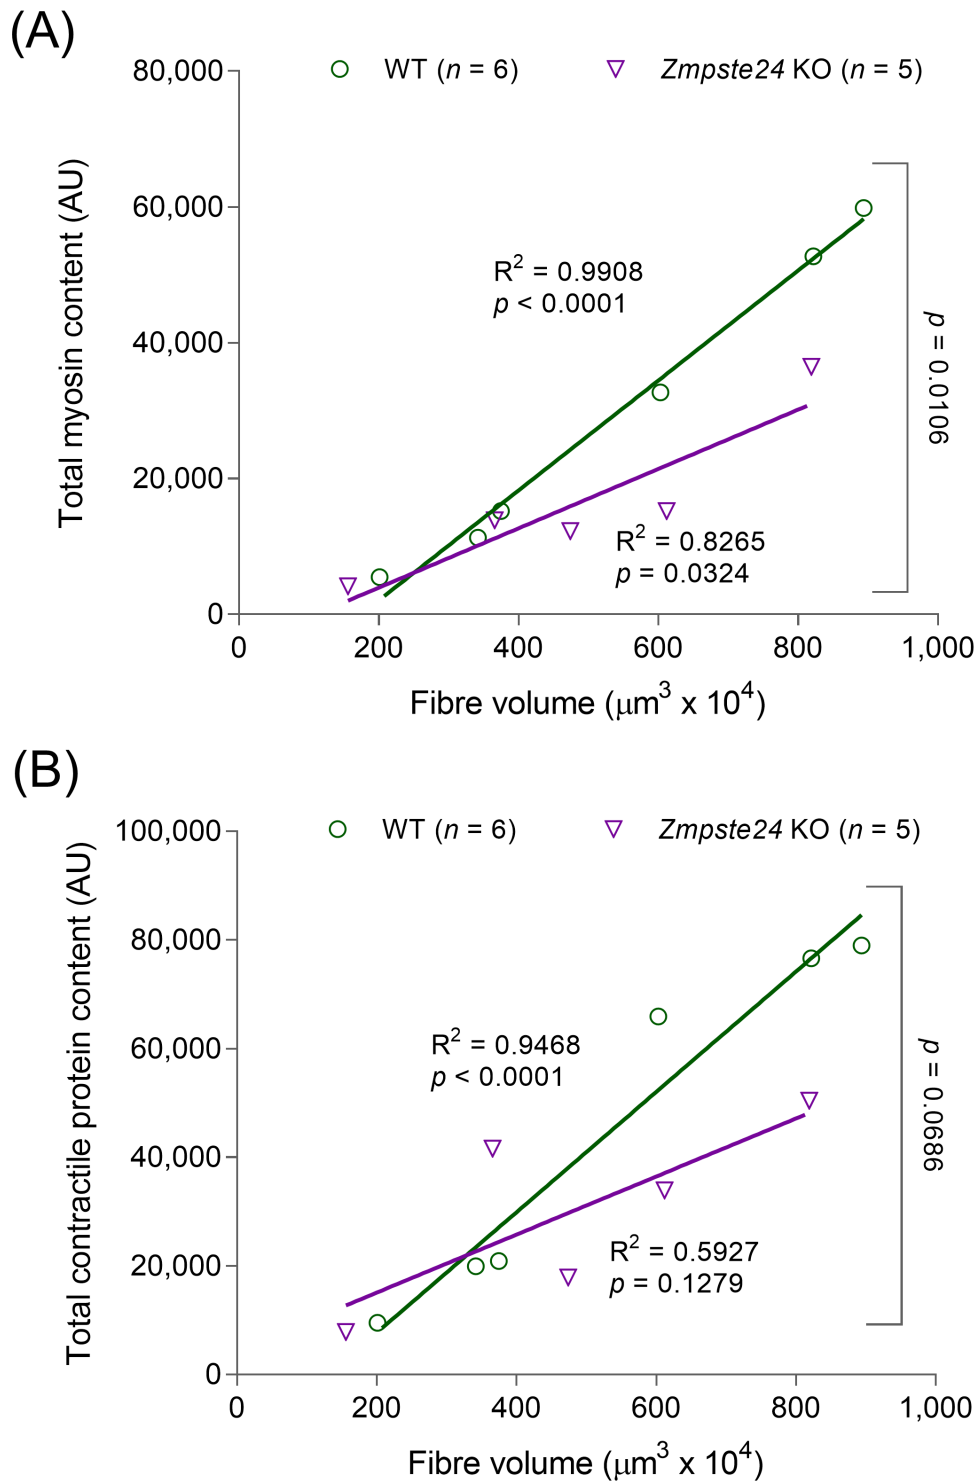 (A)
WT (n = 6)
Zmpste24 KO (n = 5)
80,000
60,000
40,000
20,000
0
Total myosin content (AU)
R² = 0.9908
p < 0.0001
R² = 0.8265
p = 0.0324
p = 0.0106
0 200 400 600 800 1,000
Fibre volume (μm³ x 10⁴)
(B)
WT (n = 6)
Zmpste24 KO (n = 5)
100,000
80,000
60,000
40,000
20,000
0
Total contractile protein content (AU)
R² = 0.9468
p < 0.0001
R² = 0.5927
p = 0.1279
p = 0.0686
0 200 400 600 800 1,000
Fibre volume (μm³ x 10⁴)